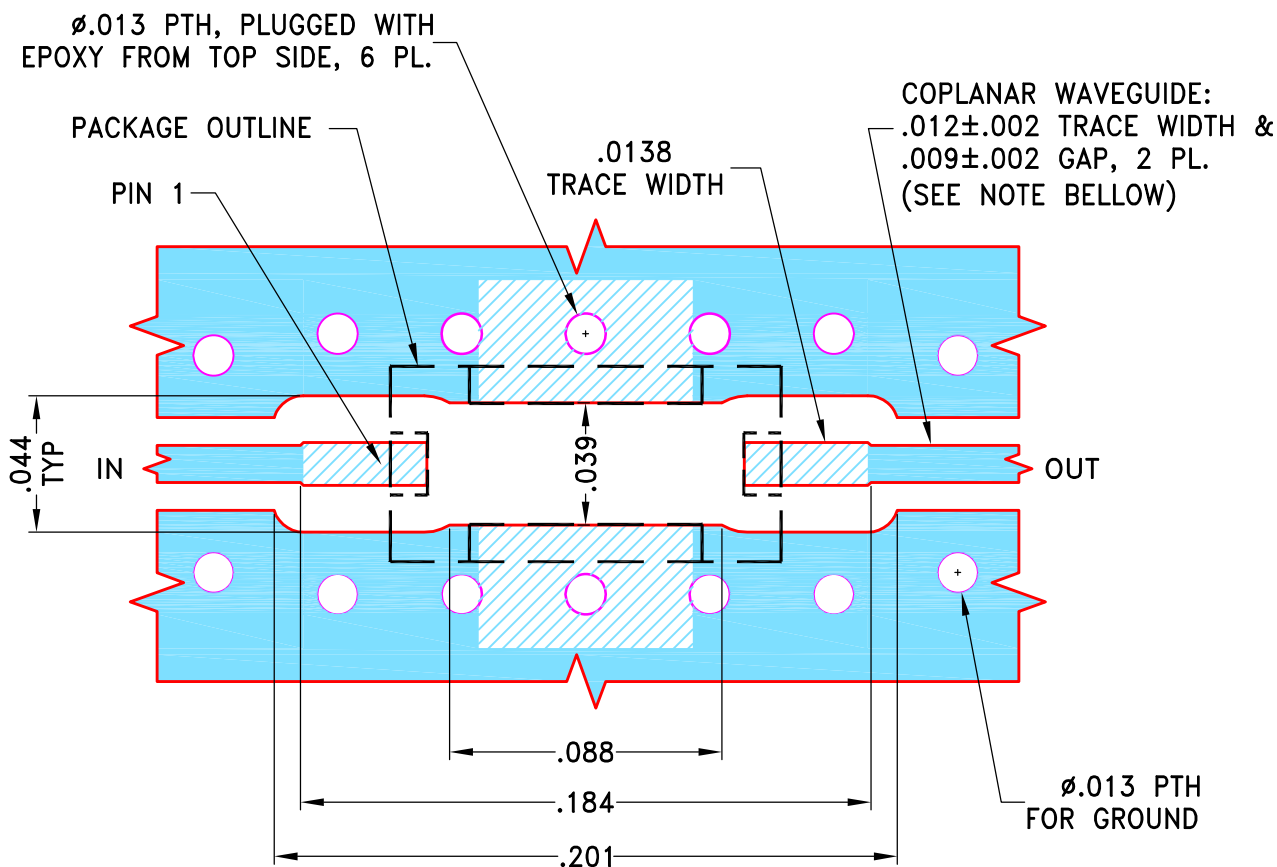 ø.013 PTH, PLUGGED WITH
EPOXY FROM TOP SIDE, 6 PL.
PACKAGE OUTLINE
PIN 1
.0138
TRACE WIDTH
COPLANAR WAVEGUIDE:
.012±.002 TRACE WIDTH &
.009±.002 GAP, 2 PL.
(SEE NOTE BELLOW)
.044
TYP
IN
.039
OUT
.088
.184
.201
ø.013 PTH
FOR GROUND